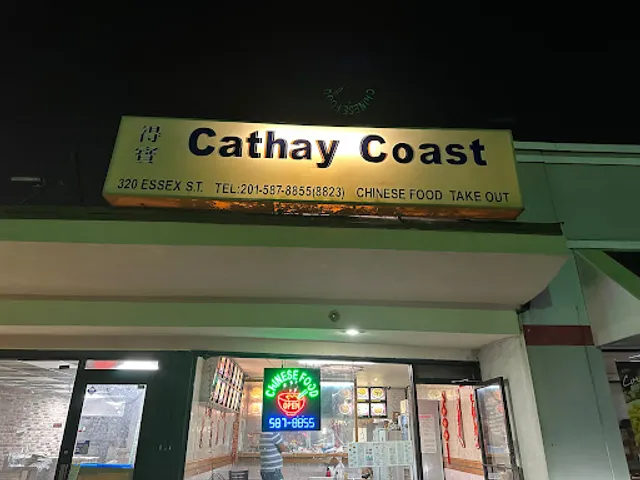 得寶
Cathay Coast
320 ESSEX ST. TEL:201-587-8855(8823) CHINESE FOOD TAKE OUT
CHINESE FOOD
OPEN
587-8855